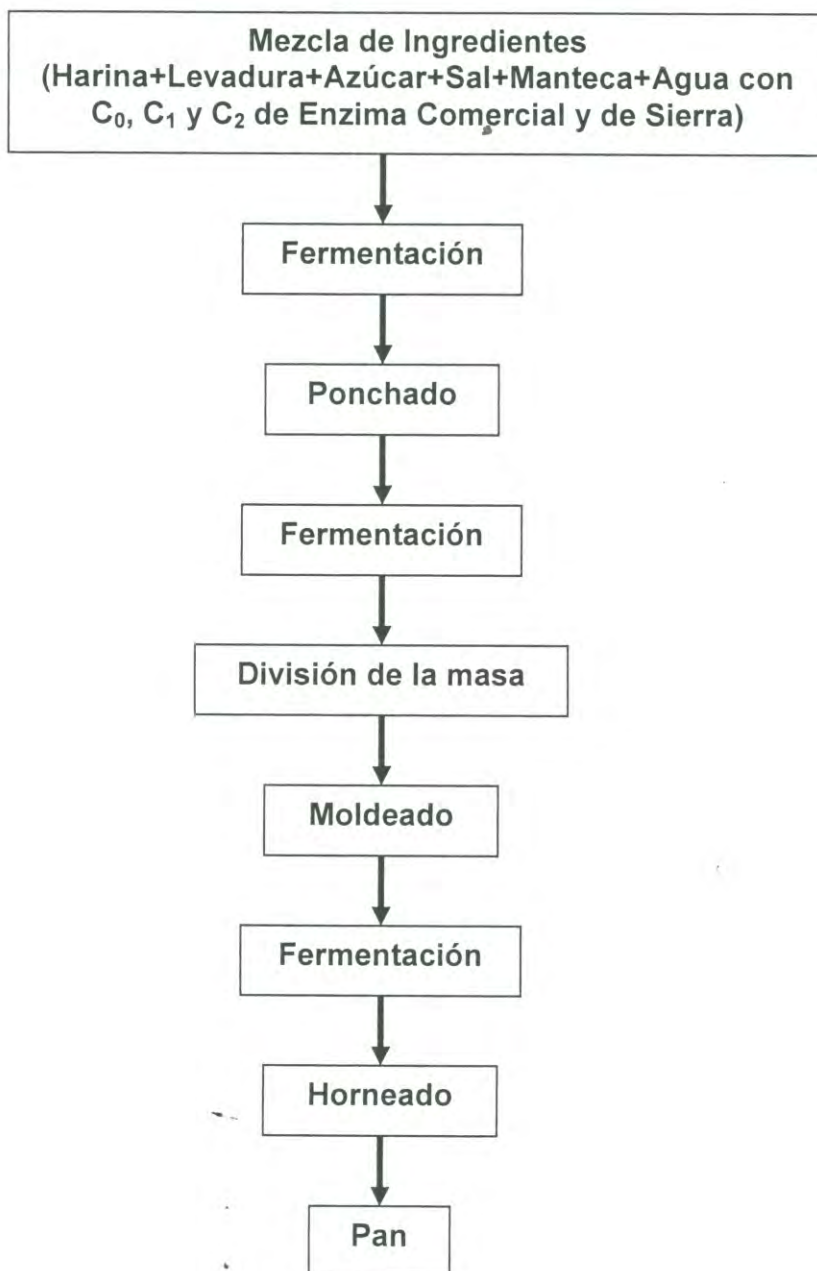 Mezcla de Ingredientes
(Harina+Levadura+Azúcar+Sal+Manteca+Agua con
C₀, C₁ y C₂ de Enzima Comercial y de Sierra)
Fermentación
Ponchado
Fermentación
División de la masa
Moldeado
Fermentación
Horneado
Pan